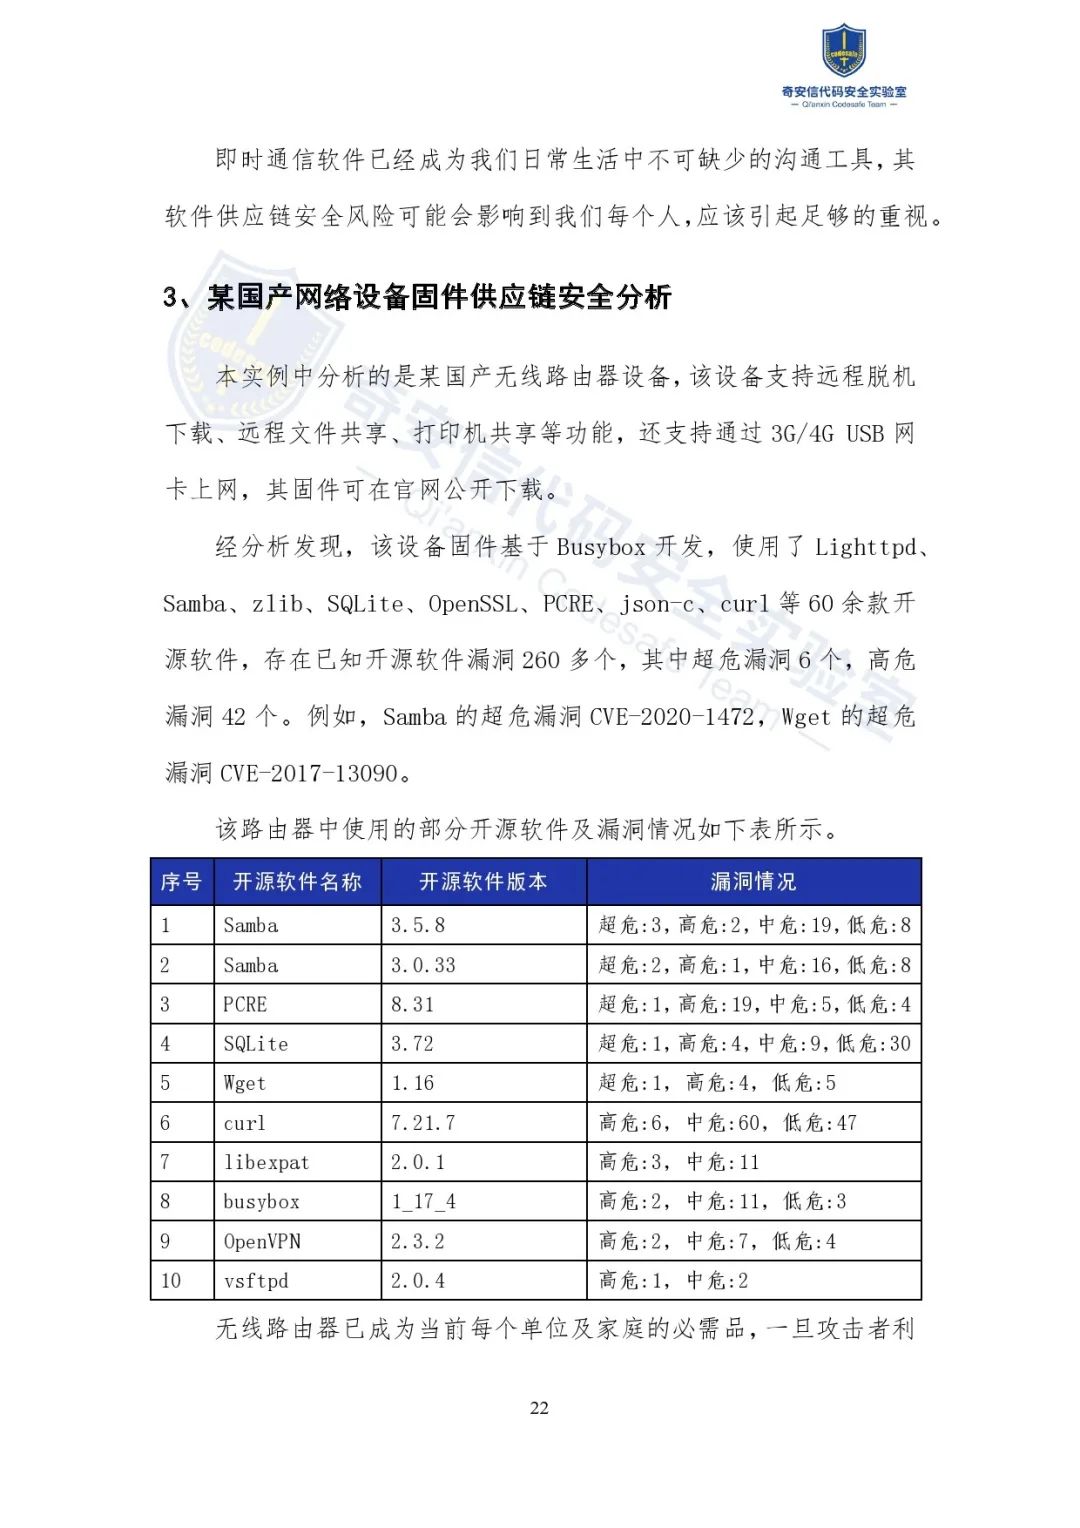 codesafe
奇安信代码安全实验室
— Qi'anxin Codesafe Team —
即时通信软件已经成为我们日常生活中不可缺少的沟通工具，其
软件供应链安全风险可能会影响到我们每个人，应该引起足够的重视。
3、某国产网络设备固件供应链安全分析
本实例中分析的是某国产无线路由器设备，该设备支持远程脱机
下载、远程文件共享、打印机共享等功能，还支持通过 3G/4G USB 网
卡上网，其固件可在官网公开下载。
经分析发现，该设备固件基于 Busybox 开发，使用了 Lighttpd、
Samba、zlib、SQLite、OpenSSL、PCRE、json-c、curl 等 60 余款开
源软件，存在已知开源软件漏洞 260 多个，其中超危漏洞 6 个，高危
漏洞 42 个。例如，Samba 的超危漏洞 CVE-2020-1472，Wget 的超危
漏洞 CVE-2017-13090。
该路由器中使用的部分开源软件及漏洞情况如下表所示。
序号 开源软件名称 开源软件版本 漏洞情况
1 Samba 3.5.8 超危:3，高危:2，中危:19，低危:8
2 Samba 3.0.33 超危:2，高危:1，中危:16，低危:8
3 PCRE 8.31 超危:1，高危:19，中危:5，低危:4
4 SQLite 3.72 超危:1，高危:4，中危:9，低危:30
5 Wget 1.16 超危:1，高危:4，低危:5
6 curl 7.21.7 高危:6，中危:60，低危:47
7 libexpat 2.0.1 高危:3，中危:11
8 busybox 1_17_4 高危:2，中危:11，低危:3
9 OpenVPN 2.3.2 高危:2，中危:7，低危:4
10 vsftpd 2.0.4 高危:1，中危:2
无线路由器已成为当前每个单位及家庭的必需品，一旦攻击者利
22
codesafe
奇安信代码安全实验室
— Qi'anxin Codesafe Team —